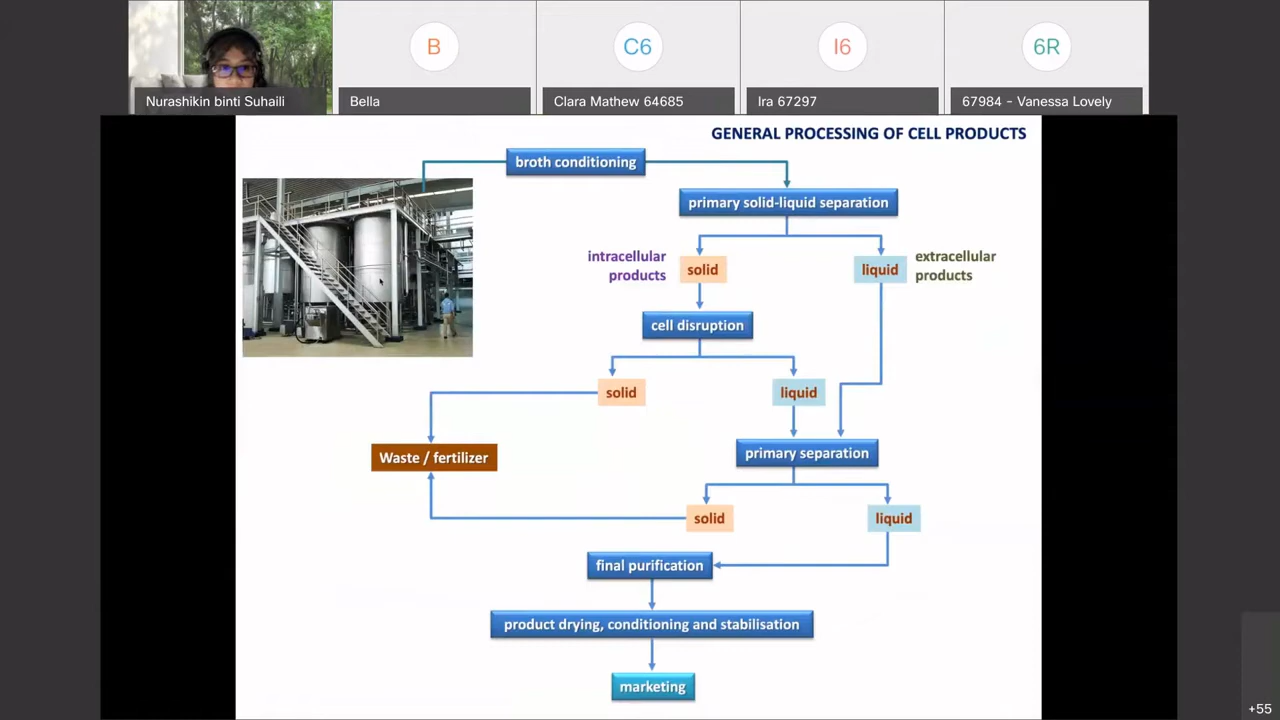 B
C6
I6
6R
Nurashikin binti Suhaili
Bella
Clara Mathew 64685
Ira 67297
67984 - Vanessa Lovely
GENERAL PROCESSING OF CELL PRODUCTS
broth conditioning
primary solid-liquid separation
intracellular
products
solid
liquid
extracellular
products
cell disruption
solid
liquid
Waste / fertilizer
primary separation
solid
liquid
final purification
product drying, conditioning and stabilisation
marketing
+55